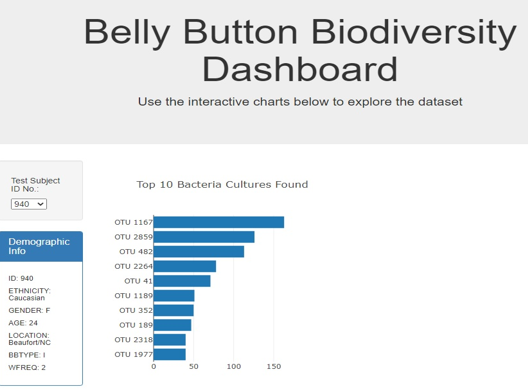 Belly Button Biodiversity
Dashboard
Use the interactive charts below to explore the dataset
Test Subject
ID No.:
940
Demographic
Info
ID: 940
ETHNICITY:
Caucasian
GENDER: F
AGE: 24
LOCATION:
Beaufort/NC
BBTYPE: I
WFREQ: 2
Top 10 Bacteria Cultures Found
OTU 1167
OTU 2859
OTU 482
OTU 2264
OTU 41
OTU 1189
OTU 352
OTU 189
OTU 2318
OTU 1977
0 50 100 150